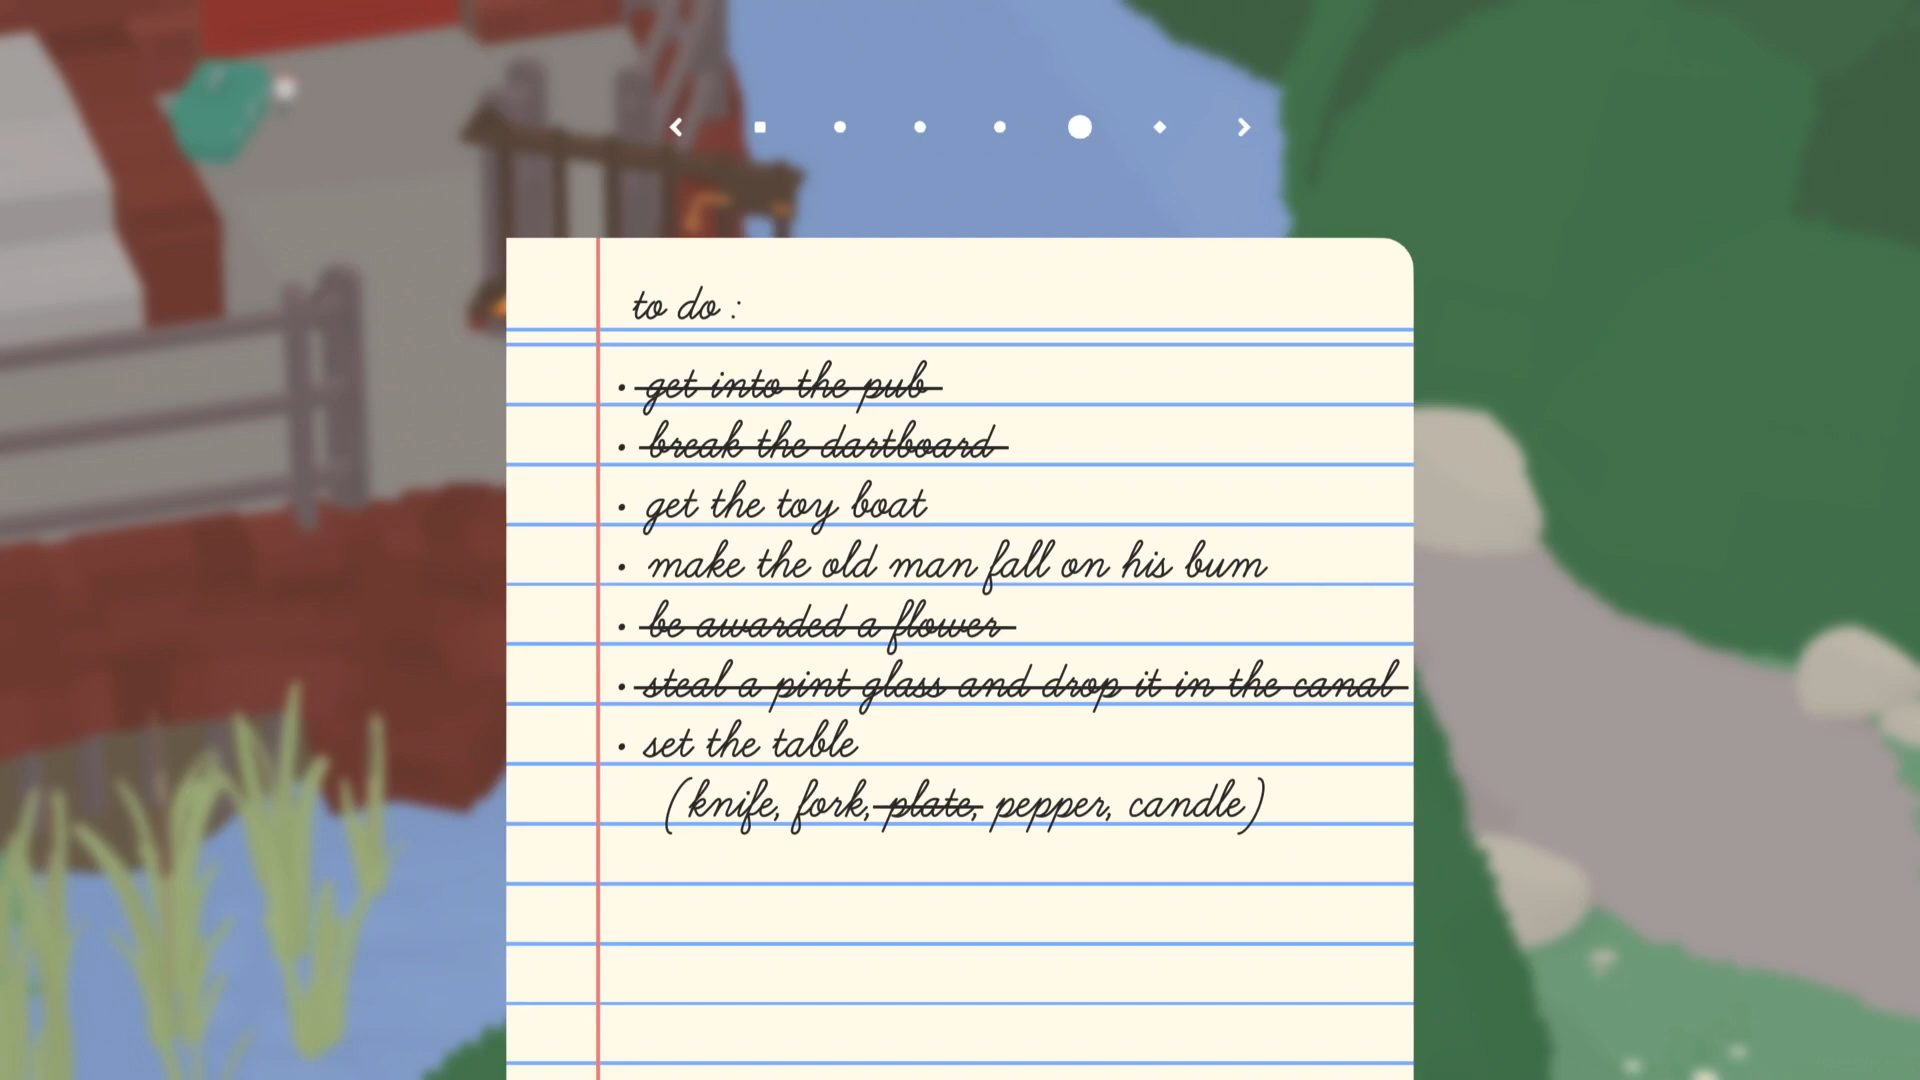 to do :
• get into the pub
• break the dartboard
• get the toy boat
• make the old man fall on his bum
• be awarded a flower
• steal a pint glass and drop it in the canal
• set the table
(knife, fork, plate, pepper, candle)